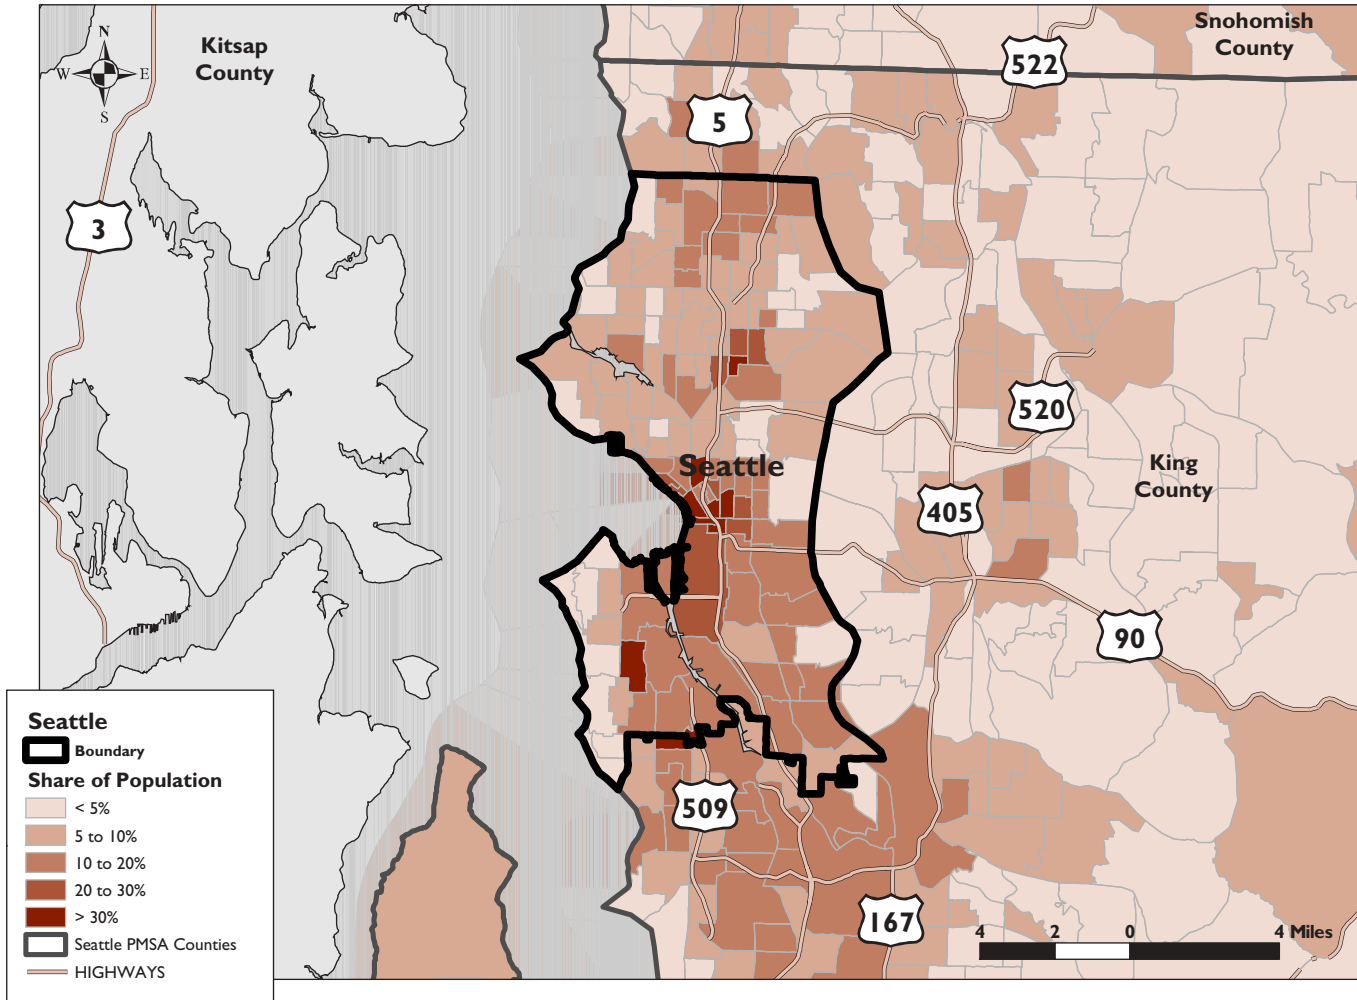 Snohomish
County
Kitsap
County
N
W E
S
522
5
3
520
Seattle
King
County
405
90
509
167
4 2 0 4 Miles
Seattle
Boundary
Share of Population
< 5%
5 to 10%
10 to 20%
20 to 30%
> 30%
Seattle PMSA Counties
HIGHWAYS